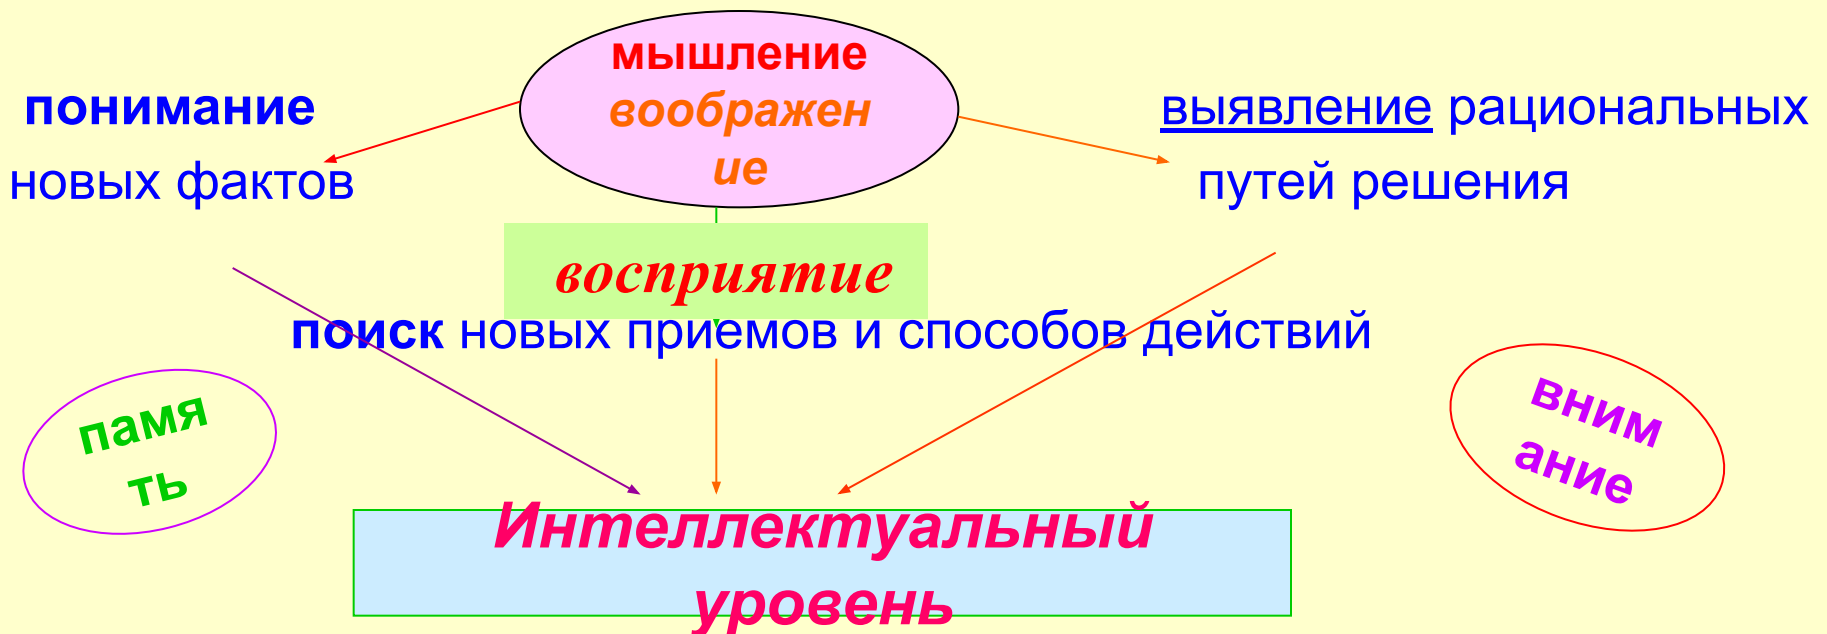 мышление
воображен
ие
понимание
новых фактов
выявление рациональных
путей решения
восприятие
поиск новых приемов и способов действий
памя
ть
вним
ание
Интеллектуальный
уровень